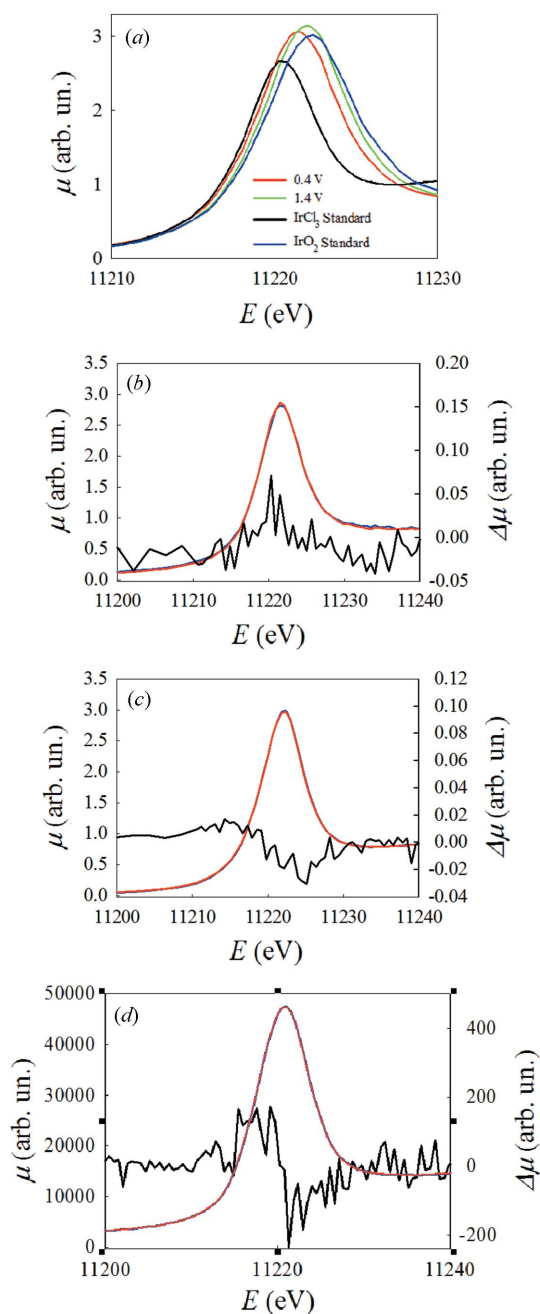 (a)
3
2
1
0
μ (arb. un.)
0.4 V
1.4 V
IrCl3 Standard
IrO2 Standard
11210 11220 11230
E (eV)
(b)
3.5
3.0
2.5
2.0
1.5
1.0
0.5
0.0
μ (arb. un.)
0.20
0.15
0.10
0.05
0.00
-0.05
Δμ (arb. un.)
11200 11210 11220 11230 11240
E (eV)
(c)
3.5
3.0
2.5
2.0
1.5
1.0
0.5
0.0
μ (arb. un.)
0.12
0.10
0.08
0.06
0.04
0.02
0.00
-0.02
-0.04
Δμ (arb. un.)
11200 11210 11220 11230 11240
E (eV)
(d)
50000
40000
30000
20000
10000
0
μ (arb. un.)
400
200
0
-200
Δμ (arb. un.)
11200 11220 11240
E (eV)